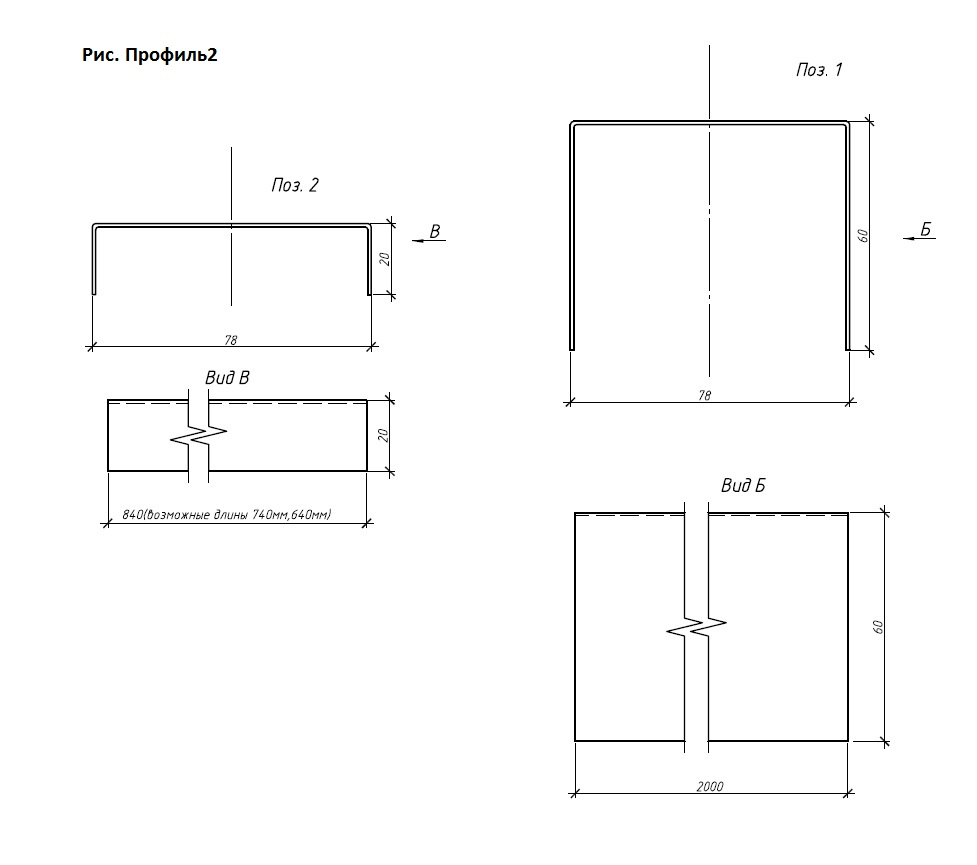 Рис. Профиль2
Поз. 1
Поз. 2
В
20
78
Б
60
78
Вид В
20
840(возможные длины 740мм,640мм)
Вид Б
60
2000